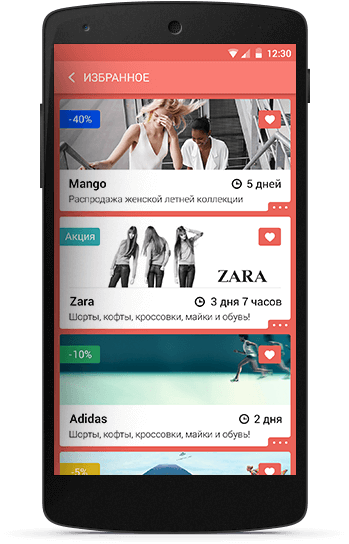 12:30
ИЗБРАННОЕ
-40%
Mango
5 дней
Распродажа женской летней коллекции
Акция
ZARA
Zara
3 дня 7 часов
Шорты, кофты, кроссовки, майки и обувь!
-10%
Adidas
2 дня
Шорты, кофты, кроссовки, майки и обувь!
-5%